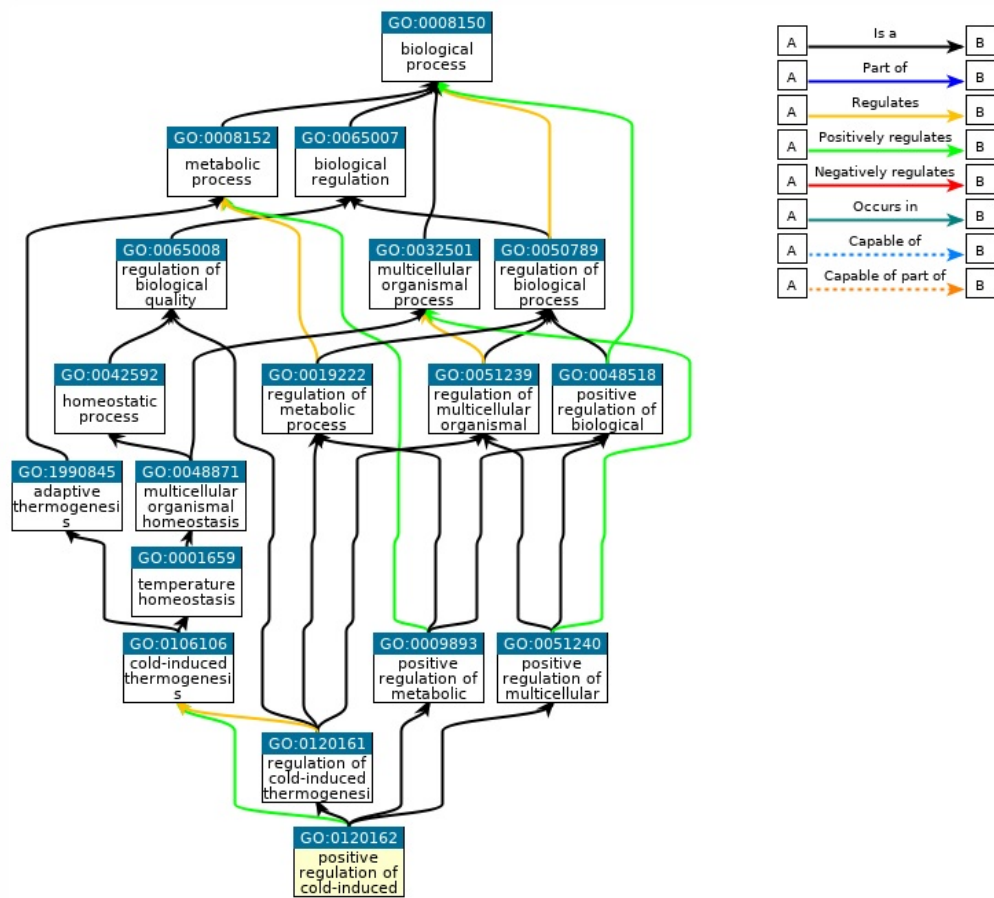 GO:0008150
biological
process
A
Is a
B
A
Part of
B
A
Regulates
B
A
Positively regulates
B
A
Negatively regulates
B
A
Occurs in
B
A
Capable of
B
A
Capable of part of
B
GO:0008152
metabolic
process
GO:0065007
biological
regulation
GO:0065008
regulation of
biological
quality
GO:0032501
multicellular
organismal
process
GO:0050789
regulation of
biological
process
GO:0042592
homeostatic
process
GO:0019222
regulation of
metabolic
process
GO:0051239
regulation of
multicellular
organismal
GO:0048518
positive
regulation of
biological
GO:1990845
adaptive
thermogenesi
s
GO:0048871
multicellular
organismal
homeostasis
GO:0001659
temperature
homeostasis
GO:0106106
cold-induced
thermogenesi
s
GO:0009893
positive
regulation of
metabolic
GO:0051240
positive
regulation of
multicellular
GO:0120161
regulation of
cold-induced
thermogenesi
GO:0120162
positive
regulation of
cold-induced